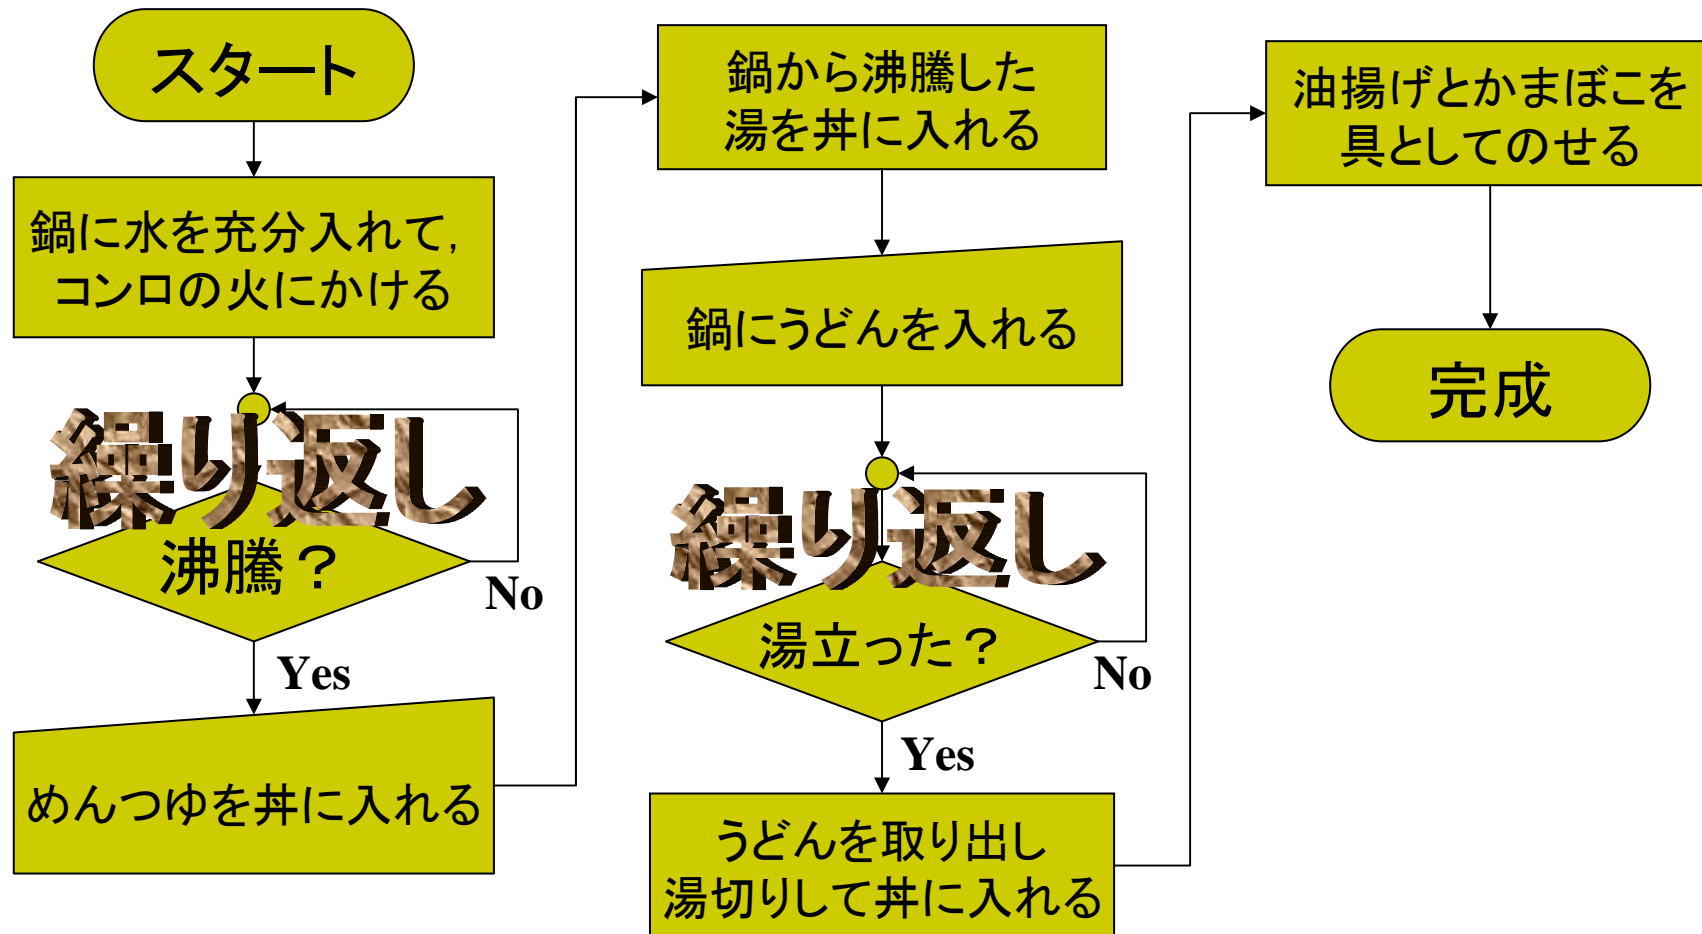 スタート
鍋に水を充分入れて,
コンロの火にかける
繰り返し
沸騰？
No
Yes
めんつゆを丼に入れる
鍋から沸騰した
湯を丼に入れる
鍋にうどんを入れる
繰り返し
湯立った？
No
Yes
うどんを取り出し
湯切りして丼に入れる
油揚げとかまぼこを
具としてのせる
完成